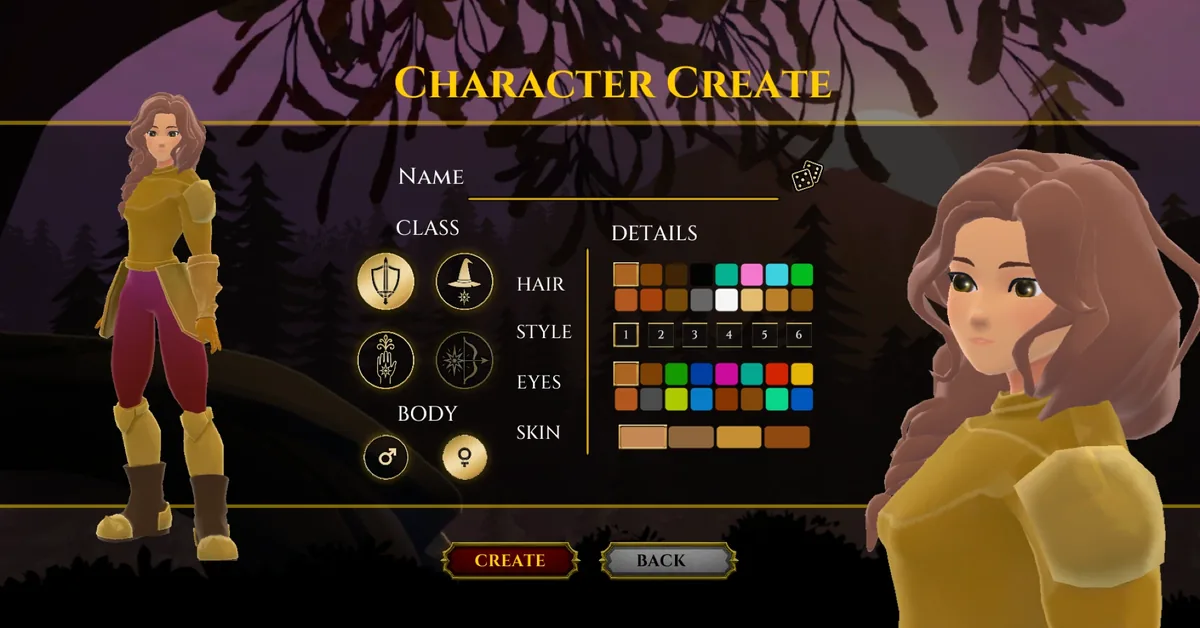 CHARACTER CREATE
NAME
CLASS
DETAILS
HAIR
STYLE
1 2 3 4 5 6
EYES
BODY
SKIN
CREATE
BACK